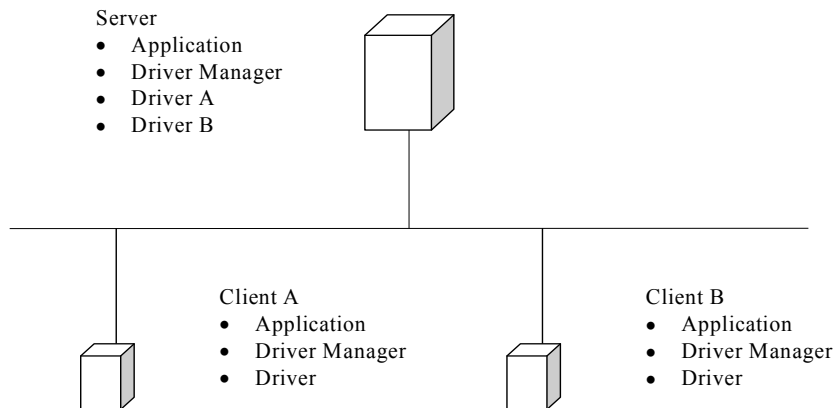 Server
● Application
● Driver Manager
● Driver A
● Driver B
Client A
● Application
● Driver Manager
● Driver
Client B
● Application
● Driver Manager
● Driver